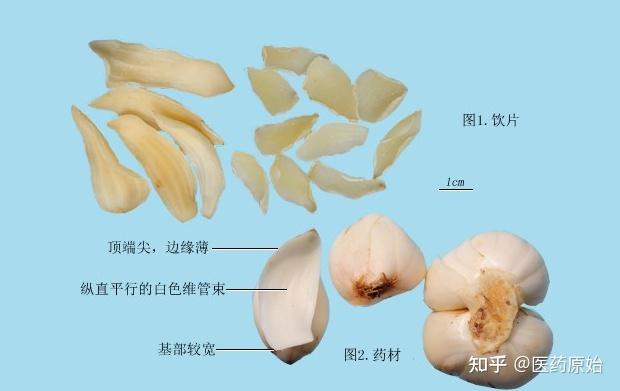 图1.饮片
1cm
顶端尖，边缘薄
纵直平行的白色维管束
基部较宽
图2.药材
知乎 @医药原始